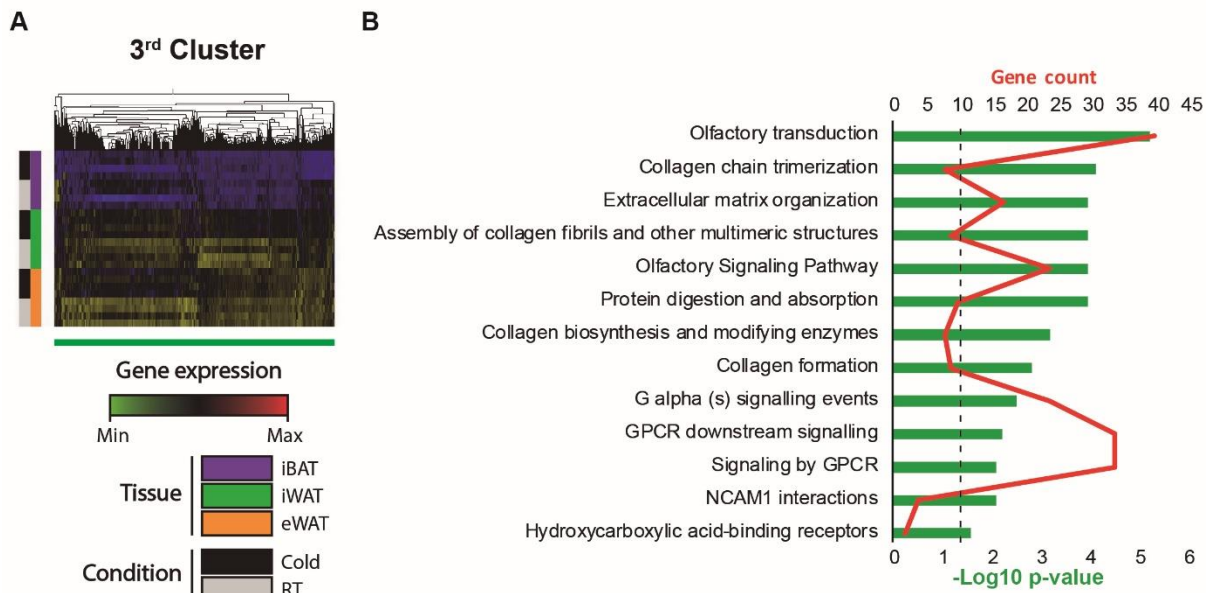 A
3rd Cluster
Gene expression
Min
Max
Tissue
iBAT
iWAT
eWAT
Condition
Cold
RT
B
Gene count
0 5 10 15 20 25 30 35 40 45
Olfactory transduction
Collagen chain trimerization
Extracellular matrix organization
Assembly of collagen fibrils and other multimeric structures
Olfactory Signaling Pathway
Protein digestion and absorption
Collagen biosynthesis and modifying enzymes
Collagen formation
G alpha (s) signalling events
GPCR downstream signalling
Signaling by GPCR
NCAM1 interactions
Hydroxycarboxylic acid-binding receptors
0 1 2 3 4 5 6
-Log10 p-value